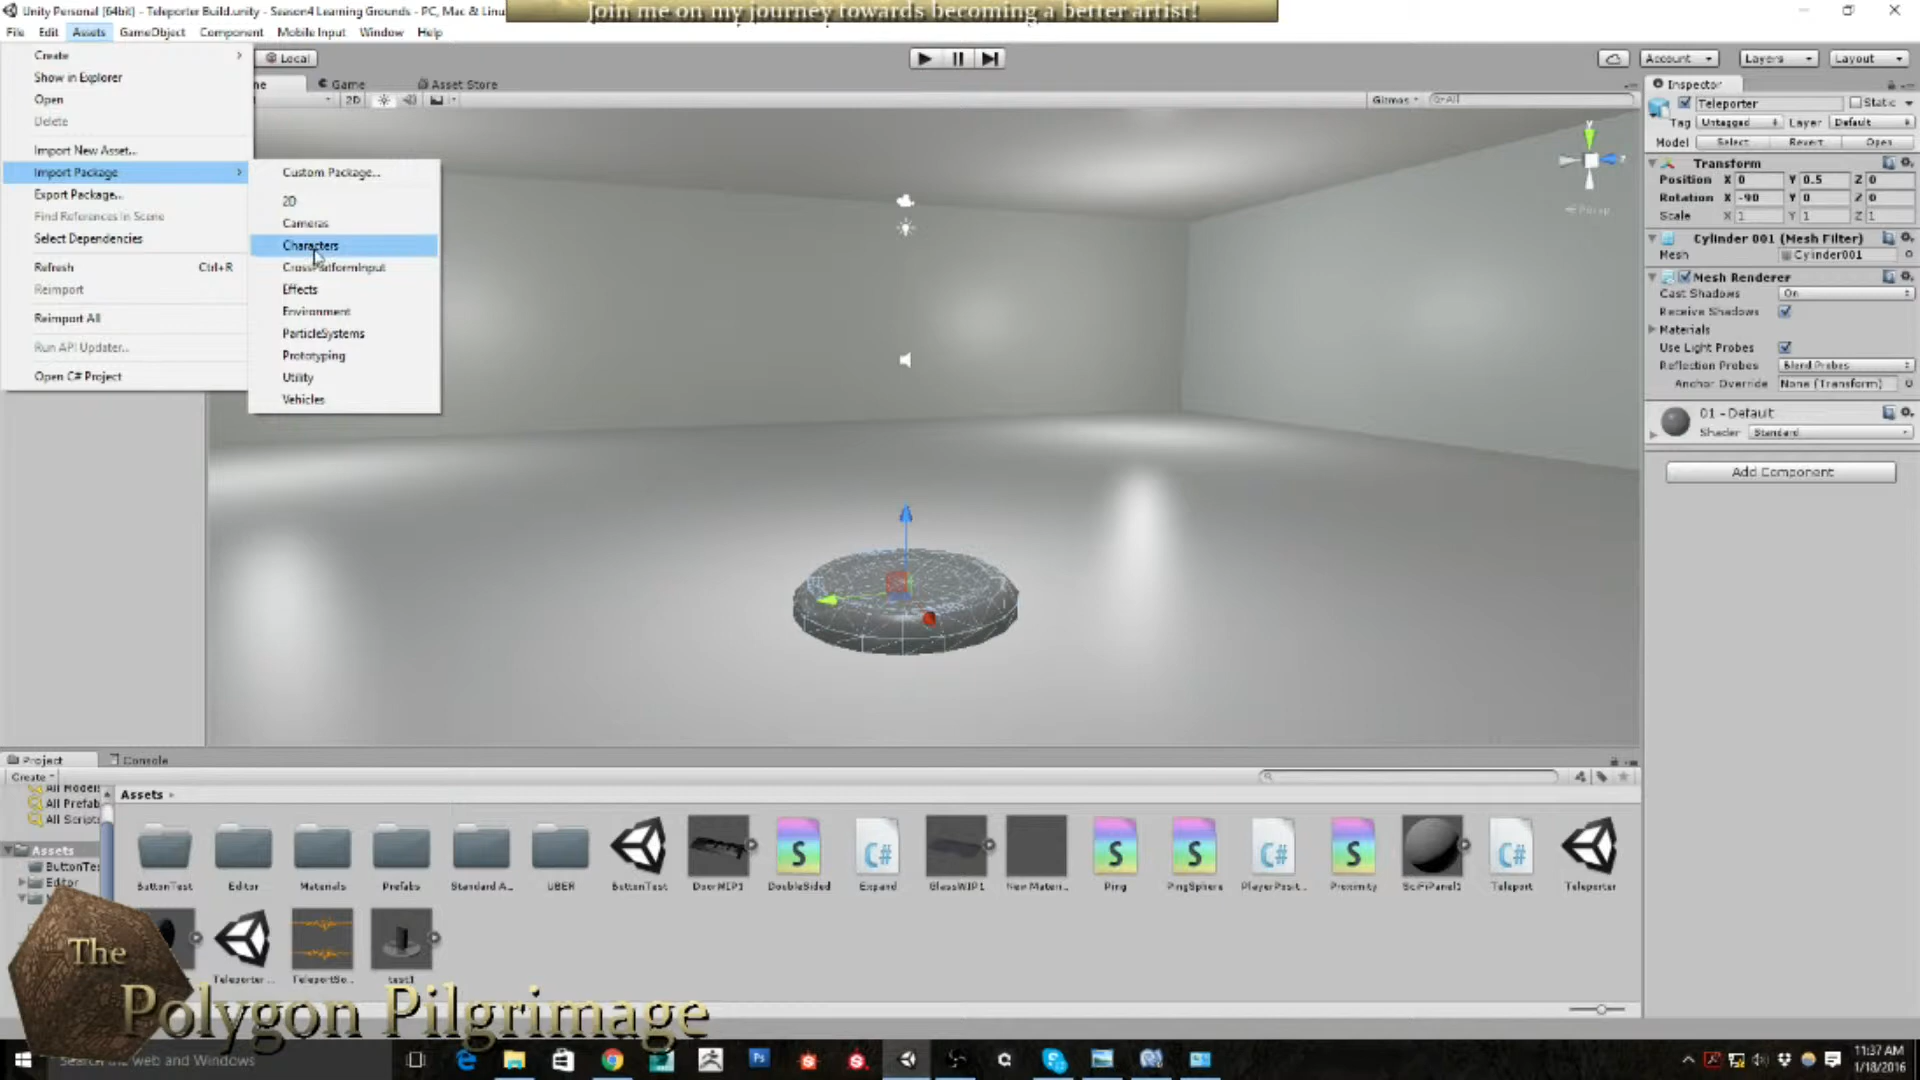 Unity Personal (64bit) - Teleporter Build.unity - Season4 Learning Grounds - PC, Mac & Linu
Join me on my journey towards becoming a better artist!
File Edit Assets GameObject Component Mobile Input Window Help
Create
Show in Explorer
Open
Delete
Import New Asset...
Import Package
Export Package...
Find References In Scene
Select Dependencies
Refresh Ctrl+R
Reimport
Reimport All
Run API Updater...
Open C# Project
Custom Package...
2D
Cameras
Characters
CrossPlatformInput
Effects
Environment
ParticleSystems
Prototyping
Utility
Vehicles
Local
Account Layers Layout
Game Asset Store
2D
Gizmos All
Persp
Inspector
Teleporter Static
Tag Untagged Layer Default
Model Select Revert Open
Transform
Position X 0 Y 0.5 Z 0
Rotation X -90 Y 0 Z 0
Scale X 1 Y 1 Z 1
Cylinder 001 (Mesh Filter)
Mesh Cylinder001
Mesh Renderer
Cast Shadows On
Receive Shadows
Materials
Use Light Probes
Reflection Probes Blend Probes
Anchor Override None (Transform)
01 - Default
Shader Standard
Add Component
Project Console
Create
All Models
All Prefab
All Scripts
Assets
ButtonTes
Editor
Assets
ButtonTest Editor Materials Prefabs Standard A... UBER ButtonTest DoorWIP1 DoubleSided Expand GlassWIP1 New Materi... Ping PingSphere PlayerPosit... Proximity SciFiPanel1 Teleport Teleporter
Teleporter... TeleportSo... test1
The
Polygon Pilgrimage
Search the web and Windows
11:37 AM
1/18/2016